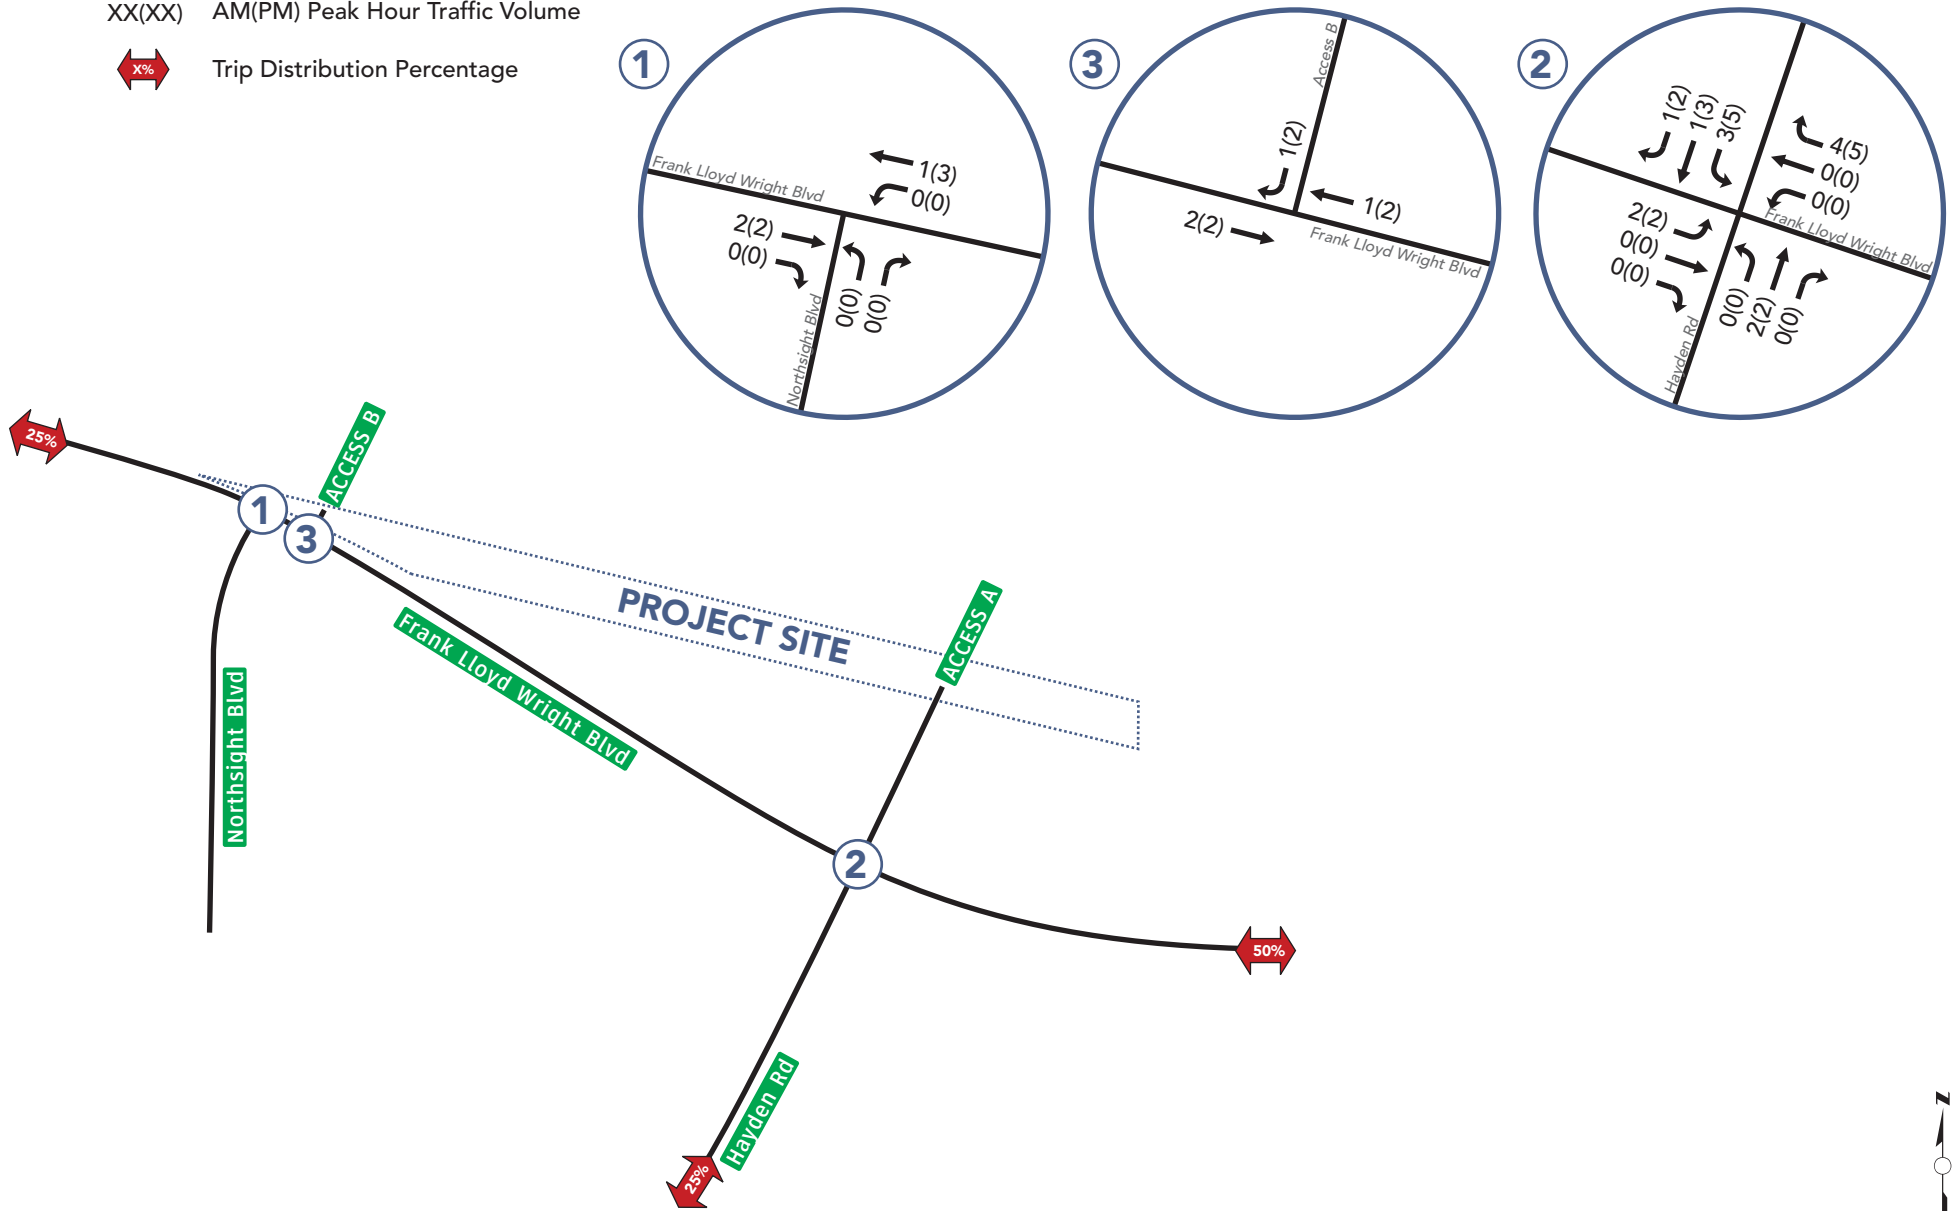 XX(XX) AM(PM) Peak Hour Traffic Volume
X% Trip Distribution Percentage
1
Frank Lloyd Wright Blvd
1(3)
0(0)
2(2)
0(0)
0(0)
0(0)
Northsight Blvd
3
Access B
1(2)
1(2)
2(2)
Frank Lloyd Wright Blvd
2
1(2)
1(3)
3(5)
4(5)
0(0)
0(0)
2(2)
0(0)
0(0)
Frank Lloyd Wright Blvd
0(0)
2(2)
0(0)
Hayden Rd
25%
ACCESS B
1
3
PROJECT SITE
ACCESS A
Frank Lloyd Wright Blvd
Northsight Blvd
2
50%
Hayden Rd
25%
N